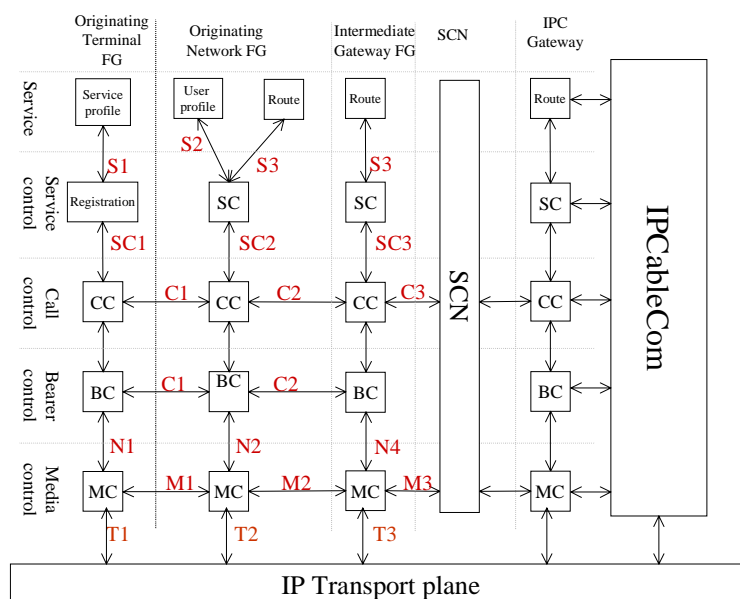 Originating
Terminal
FG
Originating
Network FG
Intermediate
Gateway FG
SCN
IPC
Gateway
Service
Service
profile
User
profile
Route
Route
Route
S1
S2
S3
S3
Service
control
Registration
SC
SC
SC
SC1
SC2
SC3
Call
control
CC
C1
CC
C2
CC
C3
CC
Bearer
control
BC
C1
BC
C2
BC
BC
N1
N2
N4
Media
control
MC
M1
MC
M2
MC
M3
MC
T1
T2
T3
SCN
IPCableCom
IP Transport plane